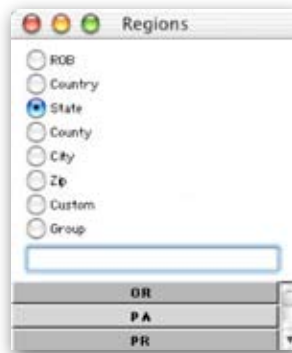 Regions
ROB
Country
State
County
City
Zip
Custom
Group
OR
PA
PR